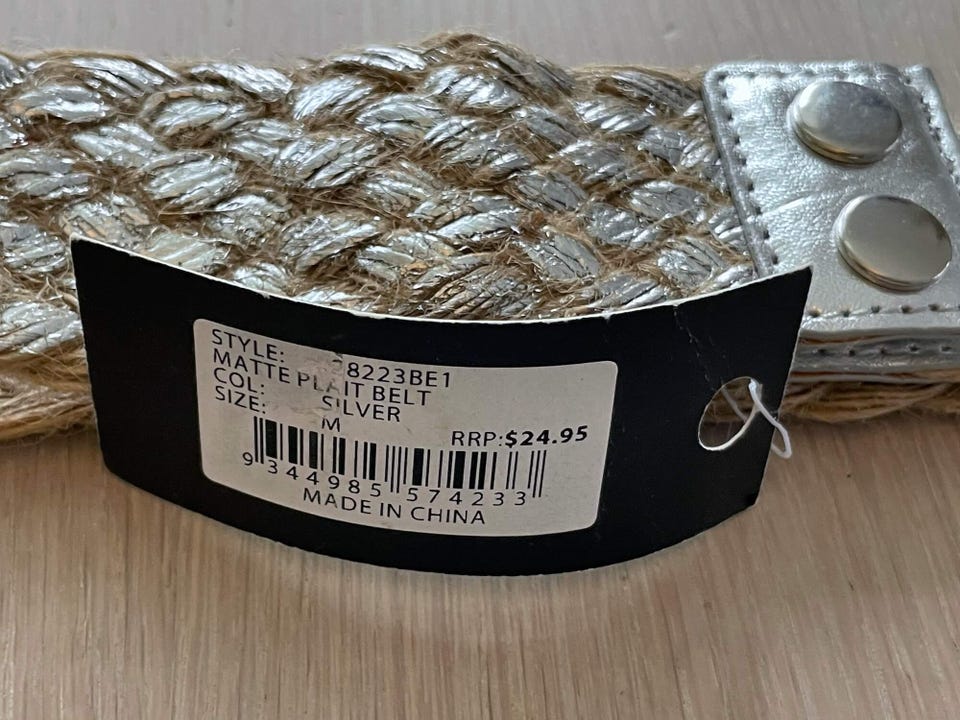 STYLE: 8223BE1
MATTE PLAIT BELT
COL: SILVER
SIZE: M
RRP:$24.95
9 344985 574233
MADE IN CHINA